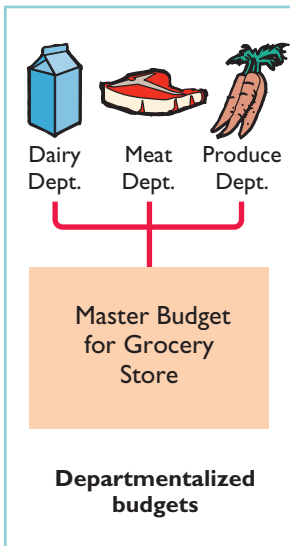 Dairy Meat Produce
Dept. Dept. Dept.
Master Budget
for Grocery
Store
Departmentalized
budgets